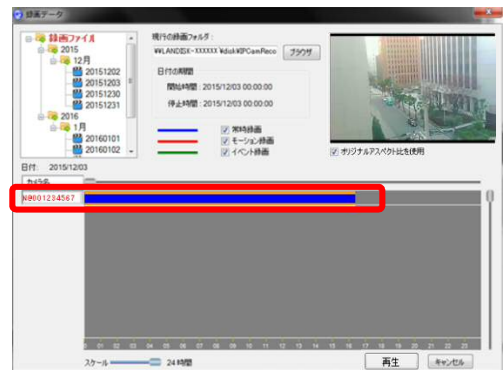 録画データ
録画ファイル
2015
12月
20151202
20151203
20151230
20151231
2016
1月
20160101
20160102
現行の録画フォルダ:
¥¥LANDISK-XXXXXX¥disk¥IPCamReco
ブラウザ
日付の期間
開始時間: 2015/12/03 00:00:00
停止時間: 2015/12/03 00:00:00
常時録画
モーション録画
イベント録画
オリジナルアスペクト比を使用
日付: 2015/12/03
カメラ名
N@001234567
0 01 02 03 04 05 06 07 08 09 10 11 12 13 14 15 16 17 18 19 20 21 22 23
スケール
24 時間
再生
キャンセル